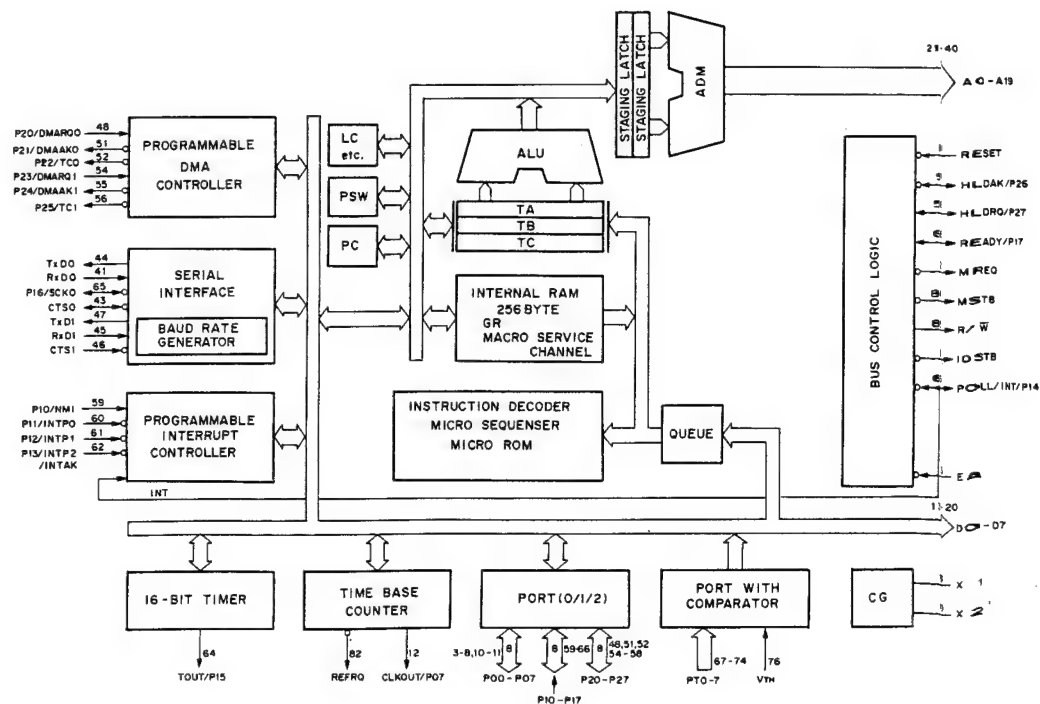 STAGING LATCH
STAGING LATCH
ADM
21-40
A0-A19
P20/DMARQ0 48
P21/DMAAK0 51
P22/TC0 52
P23/DMARQ1 54
P24/DMAAK1 55
P25/TC1 56
PROGRAMMABLE
DMA
CONTROLLER
LC
etc.
PSW
PC
ALU
TA
TB
TC
BUS CONTROL LOGIC
RESET
HLDAK/P26
HLDRQ/P27
READY/P17
MREQ
MSTB
R/W̅
IOSTB
POLL/INT/P14
EA
TxD0 44
RxD0 41
P16/SCK0 65
CTS0 43
TxD1 47
RxD1 45
CTS1 46
SERIAL
INTERFACE
BAUD RATE
GENERATOR
INTERNAL RAM
256 BYTE
GR
MACRO SERVICE
CHANNEL
P10/NMI 59
P11/INTP0 60
P12/INTP1 61
P13/INTP2 62
/INTAK
PROGRAMMABLE
INTERRUPT
CONTROLLER
INT
INSTRUCTION DECODER
MICRO SEQUENSER
MICRO ROM
QUEUE
D0-D7
16-BIT TIMER
TIME BASE
COUNTER
PORT(0/1/2)
PORT WITH
COMPARATOR
CG
X1
X2
64
TOUT/P15
82
REFRQ
12
CLKOUT/P07
3-8,10-11
8
P00-P07
8
59-66
P10-P17
8
48,51,52
54-58
P20-P27
67-74
PT0-7
76
VTH